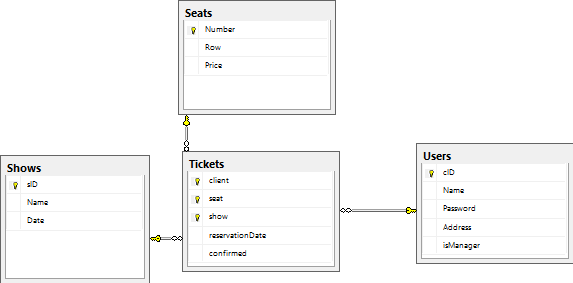 Seats
Number
Row
Price
Shows
sID
Name
Date
Tickets
client
seat
show
reservationDate
confirmed
Users
cID
Name
Password
Address
isManager